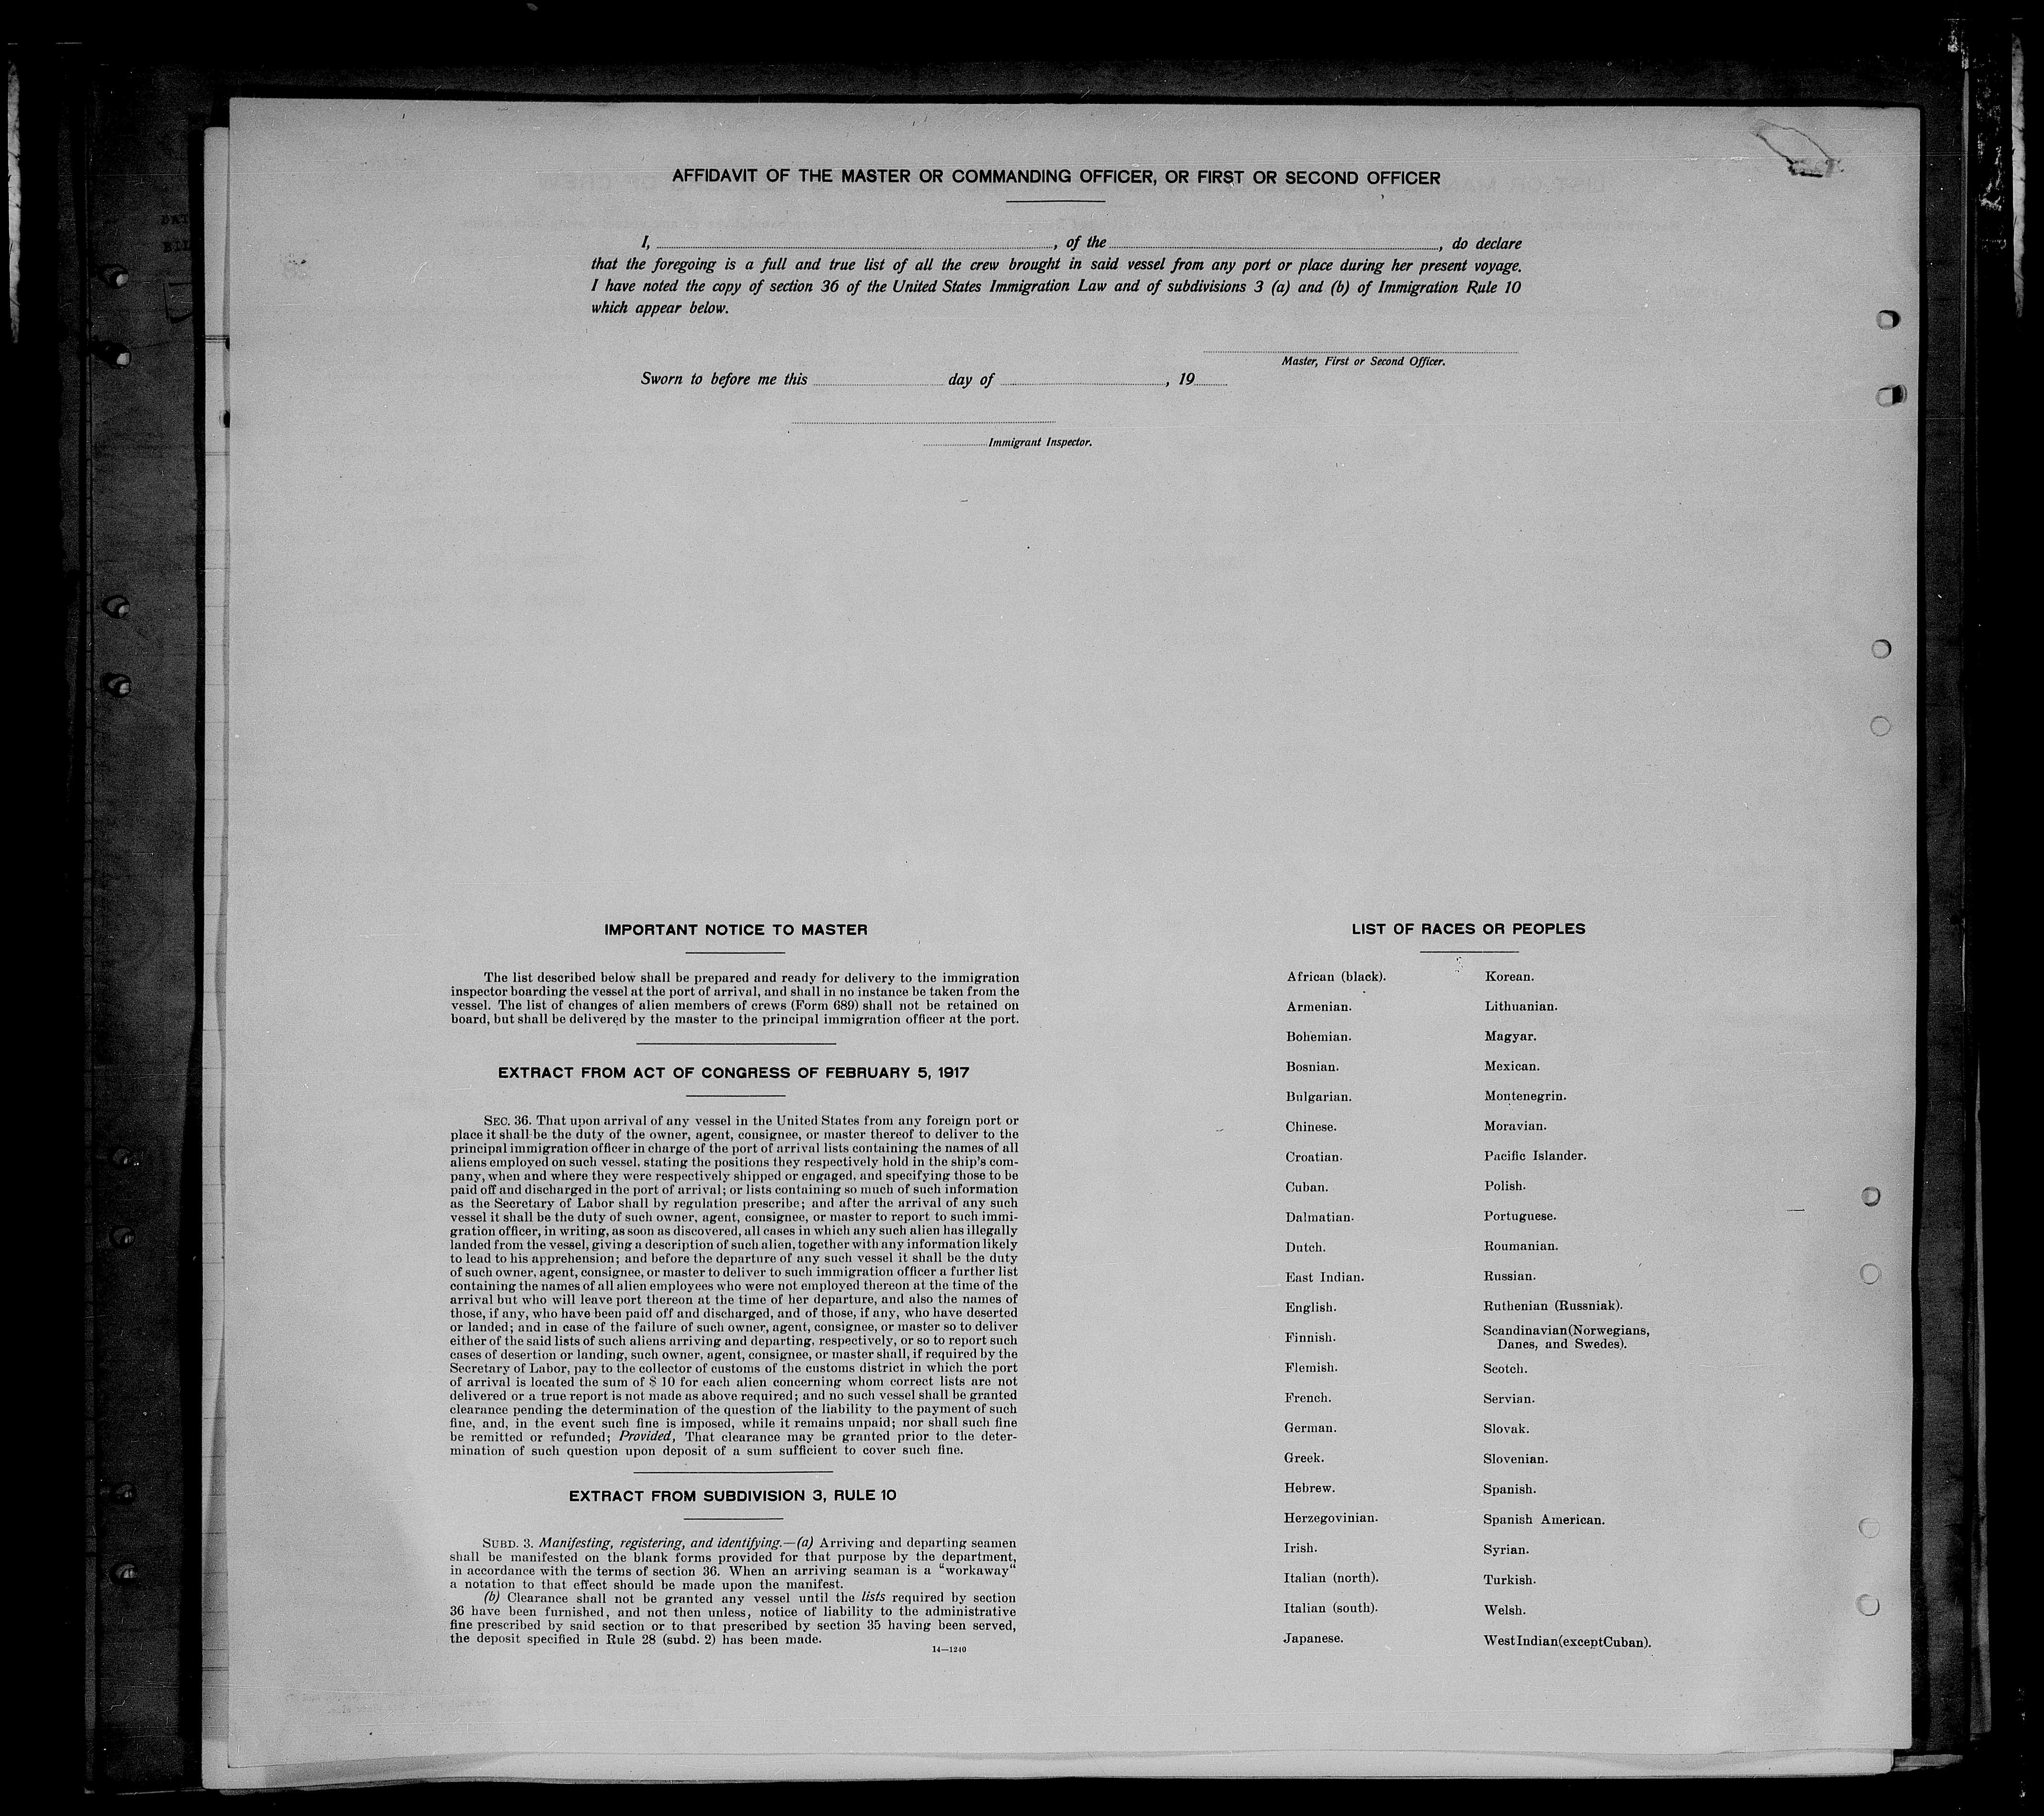 AFFIDAVIT OF THE MASTER OR COMMANDING OFFICER, OR FIRST OR SECOND OFFICER
I, , of the , do declare
that the foregoing is a full and true list of all the crew brought in said vessel from any port or place during her present voyage.
I have noted the copy of section 36 of the United States Immigration Law and of subdivisions 3 (a) and (b) of Immigration Rule 10
which appear below.
Master, First or Second Officer.
Sworn to before me this day of , 19
Immigrant Inspector.
IMPORTANT NOTICE TO MASTER
The list described below shall be prepared and ready for delivery to the immigration
inspector boarding the vessel at the port of arrival, and shall in no instance be taken from the
vessel. The list of changes of alien members of crews (Form 689) shall not be retained on
board, but shall be delivered by the master to the principal immigration officer at the port.
EXTRACT FROM ACT OF CONGRESS OF FEBRUARY 5, 1917
SEC. 36. That upon arrival of any vessel in the United States from any foreign port or
place it shall be the duty of the owner, agent, consignee, or master thereof to deliver to the
principal immigration officer in charge of the port of arrival lists containing the names of all
aliens employed on such vessel, stating the positions they respectively hold in the ship's com-
pany, when and where they were respectively shipped or engaged, and specifying those to be
paid off and discharged in the port of arrival; or lists containing so much of such information
as the Secretary of Labor shall by regulation prescribe; and after the arrival of any such
vessel it shall be the duty of such owner, agent, consignee, or master to report to such immi-
gration officer, in writing, as soon as discovered, all cases in which any such alien has illegally
landed from the vessel, giving a description of such alien, together with any information likely
to lead to his apprehension; and before the departure of any such vessel it shall be the duty
of such owner, agent, consignee, or master to deliver to such immigration officer a further list
containing the names of all alien employees who were not employed thereon at the time of the
arrival but who will leave port thereon at the time of her departure, and also the names of
those, if any, who have been paid off and discharged, and of those, if any, who have deserted
or landed; and in case of the failure of such owner, agent, consignee, or master so to deliver
either of the said lists of such aliens arriving and departing, respectively, or so to report such
cases of desertion or landing, such owner, agent, consignee, or master shall, if required by the
Secretary of Labor, pay to the collector of customs of the customs district in which the port
of arrival is located the sum of $ 10 for each alien concerning whom correct lists are not
delivered or a true report is not made as above required; and no such vessel shall be granted
clearance pending the determination of the question of the liability to the payment of such
fine, and, in the event such fine is imposed, while it remains unpaid; nor shall such fine
be remitted or refunded; Provided, That clearance may be granted prior to the deter-
mination of such question upon deposit of a sum sufficient to cover such fine.
EXTRACT FROM SUBDIVISION 3, RULE 10
SUBD. 3. Manifesting, registering, and identifying.—(a) Arriving and departing seamen
shall be manifested on the blank forms provided for that purpose by the department,
in accordance with the terms of section 36. When an arriving seaman is a “workaway“
a notation to that effect should be made upon the manifest.
(b) Clearance shall not be granted any vessel until the lists required by section
36 have been furnished, and not then unless, notice of liability to the administrative
fine prescribed by said section or to that prescribed by section 35 having been served,
the deposit specified in Rule 28 (subd. 2) has been made.
14—1240
LIST OF RACES OR PEOPLES
African (black).
Armenian.
Bohemian.
Bosnian.
Bulgarian.
Chinese.
Croatian.
Cuban.
Dalmatian.
Dutch.
East Indian.
English.
Finnish.
Flemish.
French.
German.
Greek.
Hebrew.
Herzegovinian.
Irish.
Italian (north).
Italian (south).
Japanese.
Korean.
Lithuanian.
Magyar.
Mexican.
Montenegrin.
Moravian.
Pacific Islander.
Polish.
Portuguese.
Roumanian.
Russian.
Ruthenian (Russniak).
Scandinavian(Norwegians,
Danes, and Swedes).
Scotch.
Servian.
Slovak.
Slovenian.
Spanish.
Spanish American.
Syrian.
Turkish.
Welsh.
West Indian(except Cuban).